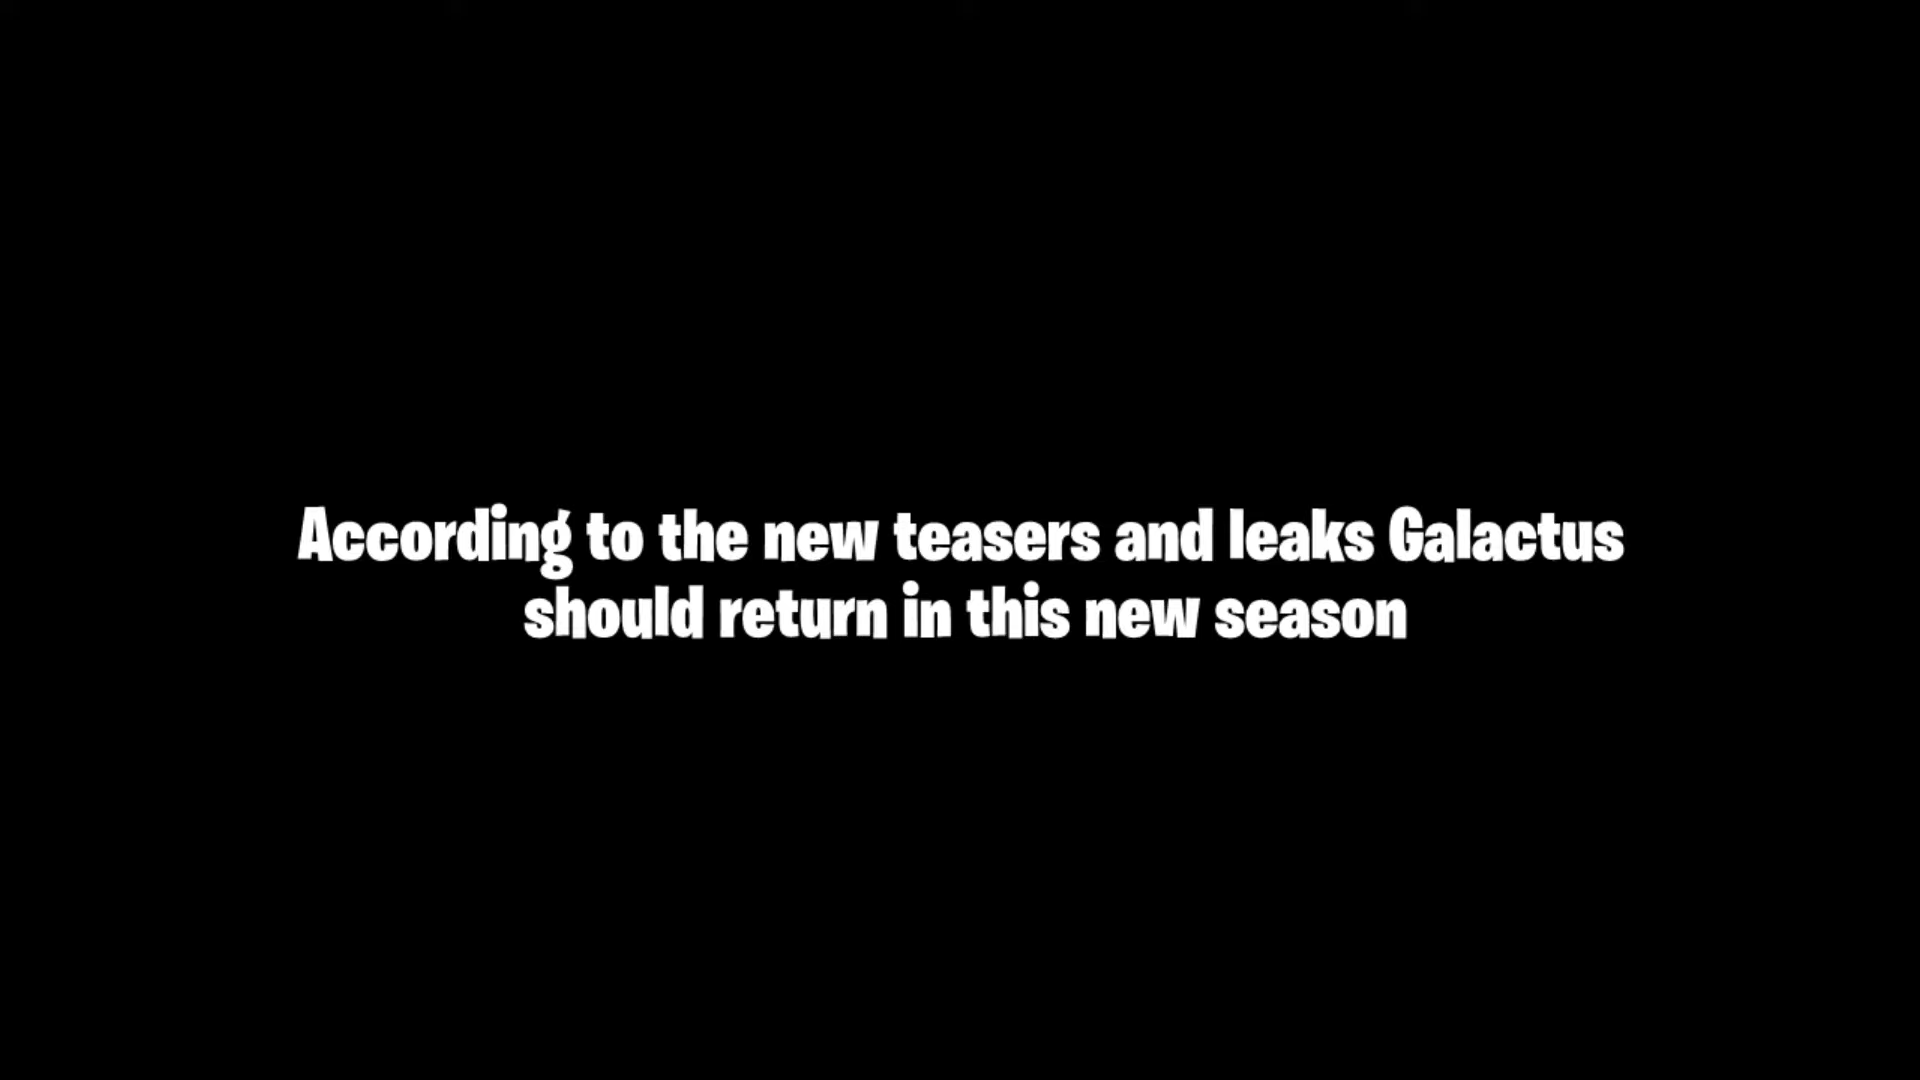 According to the new teasers and leaks Galactus
should return in this new season